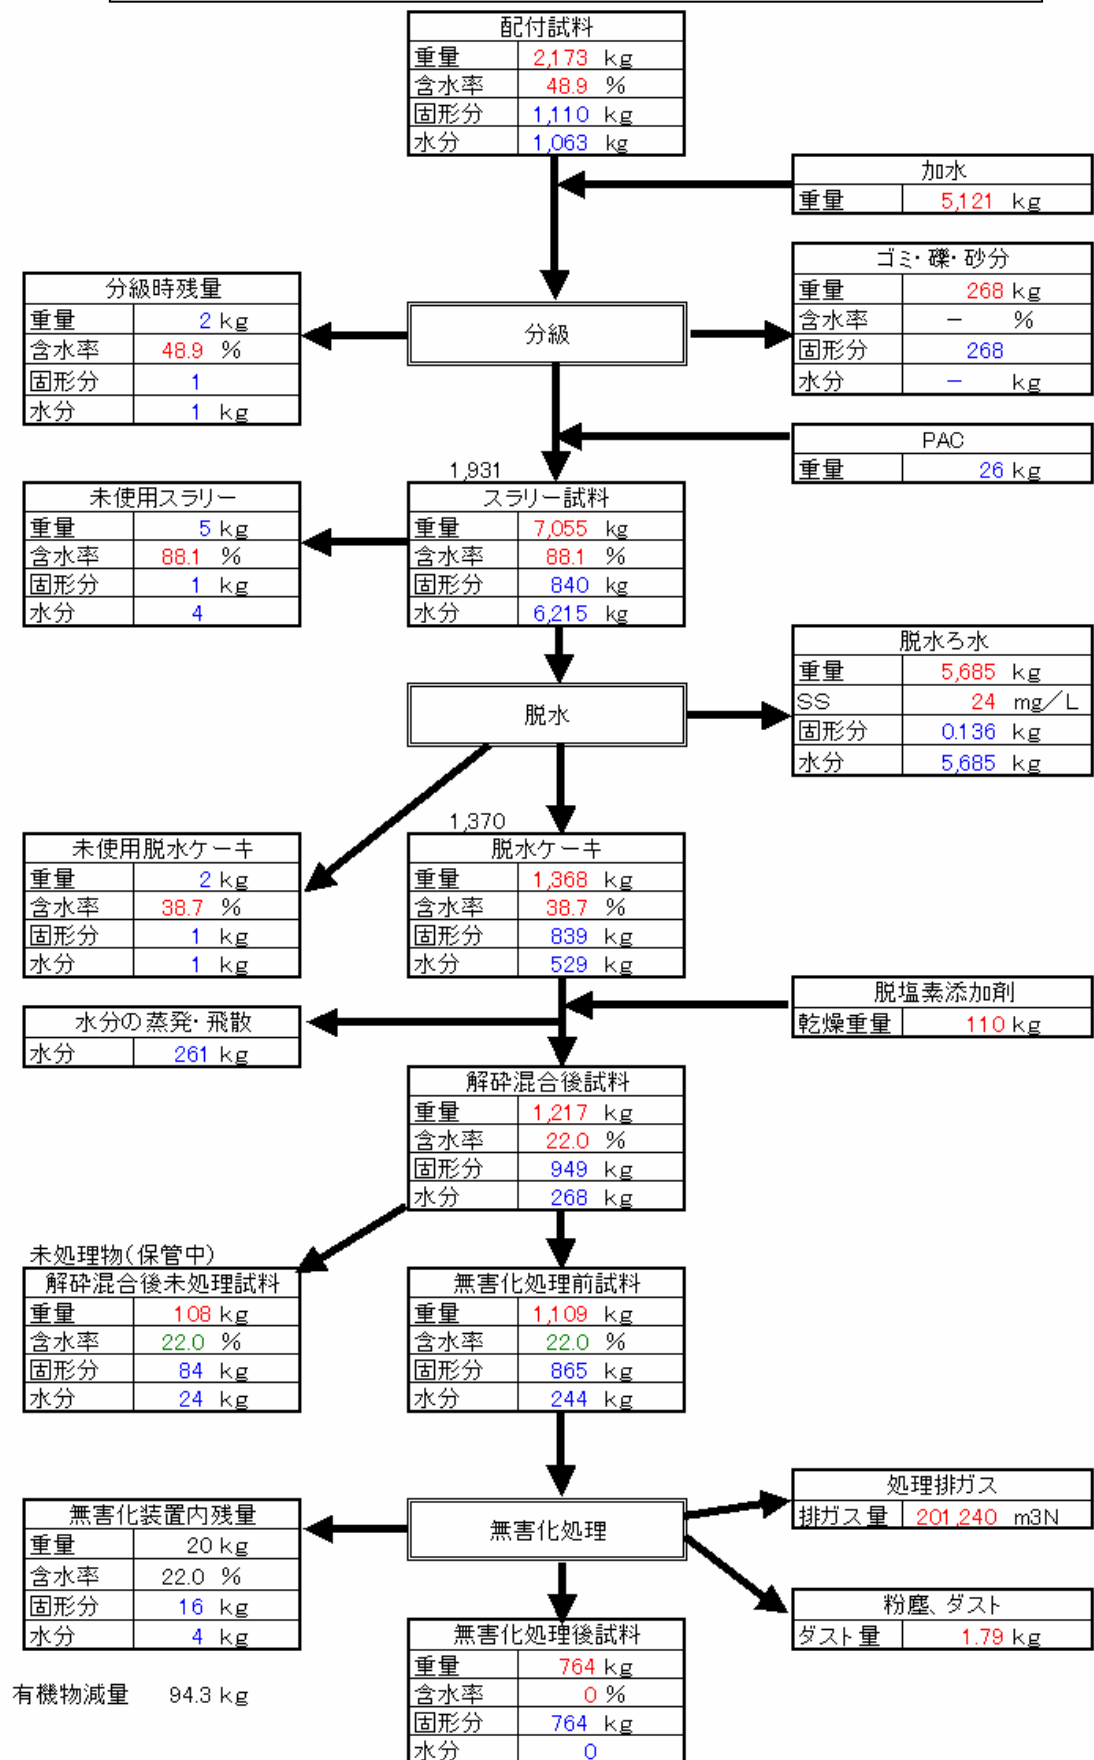 配付試料
重量 2,173 kg
含水率 48.9 %
固形分 1,110 kg
水分 1,063 kg
加水
重量 5,121 kg
ゴミ・礫・砂分
重量 268 kg
含水率 － %
固形分 268
水分 － kg
分級時残量
重量 2 kg
含水率 48.9 %
固形分 1
水分 1 kg
分級
PAC
重量 26 kg
1,931
未使用スラリー
重量 5 kg
含水率 88.1 %
固形分 1 kg
水分 4
スラリー試料
重量 7,055 kg
含水率 88.1 %
固形分 840 kg
水分 6,215 kg
脱水ろ水
重量 5,685 kg
SS 24 mg／L
固形分 0.136 kg
水分 5,685 kg
脱水
1,370
未使用脱水ケーキ
重量 2 kg
含水率 38.7 %
固形分 1 kg
水分 1 kg
脱水ケーキ
重量 1,368 kg
含水率 38.7 %
固形分 839 kg
水分 529 kg
脱塩素添加剤
乾燥重量 110 kg
水分の蒸発・飛散
水分 261 kg
解砕混合後試料
重量 1,217 kg
含水率 22.0 %
固形分 949 kg
水分 268 kg
未処理物(保管中)
解砕混合後未処理試料
重量 108 kg
含水率 22.0 %
固形分 84 kg
水分 24 kg
無害化処理前試料
重量 1,109 kg
含水率 22.0 %
固形分 865 kg
水分 244 kg
処理排ガス
排ガス量 201,240 m3N
無害化装置内残量
重量 20 kg
含水率 22.0 %
固形分 16 kg
水分 4 kg
無害化処理
粉塵、ダスト
ダスト量 1.79 kg
無害化処理後試料
重量 764 kg
含水率 0 %
固形分 764 kg
水分 0
有機物減量 94.3 kg